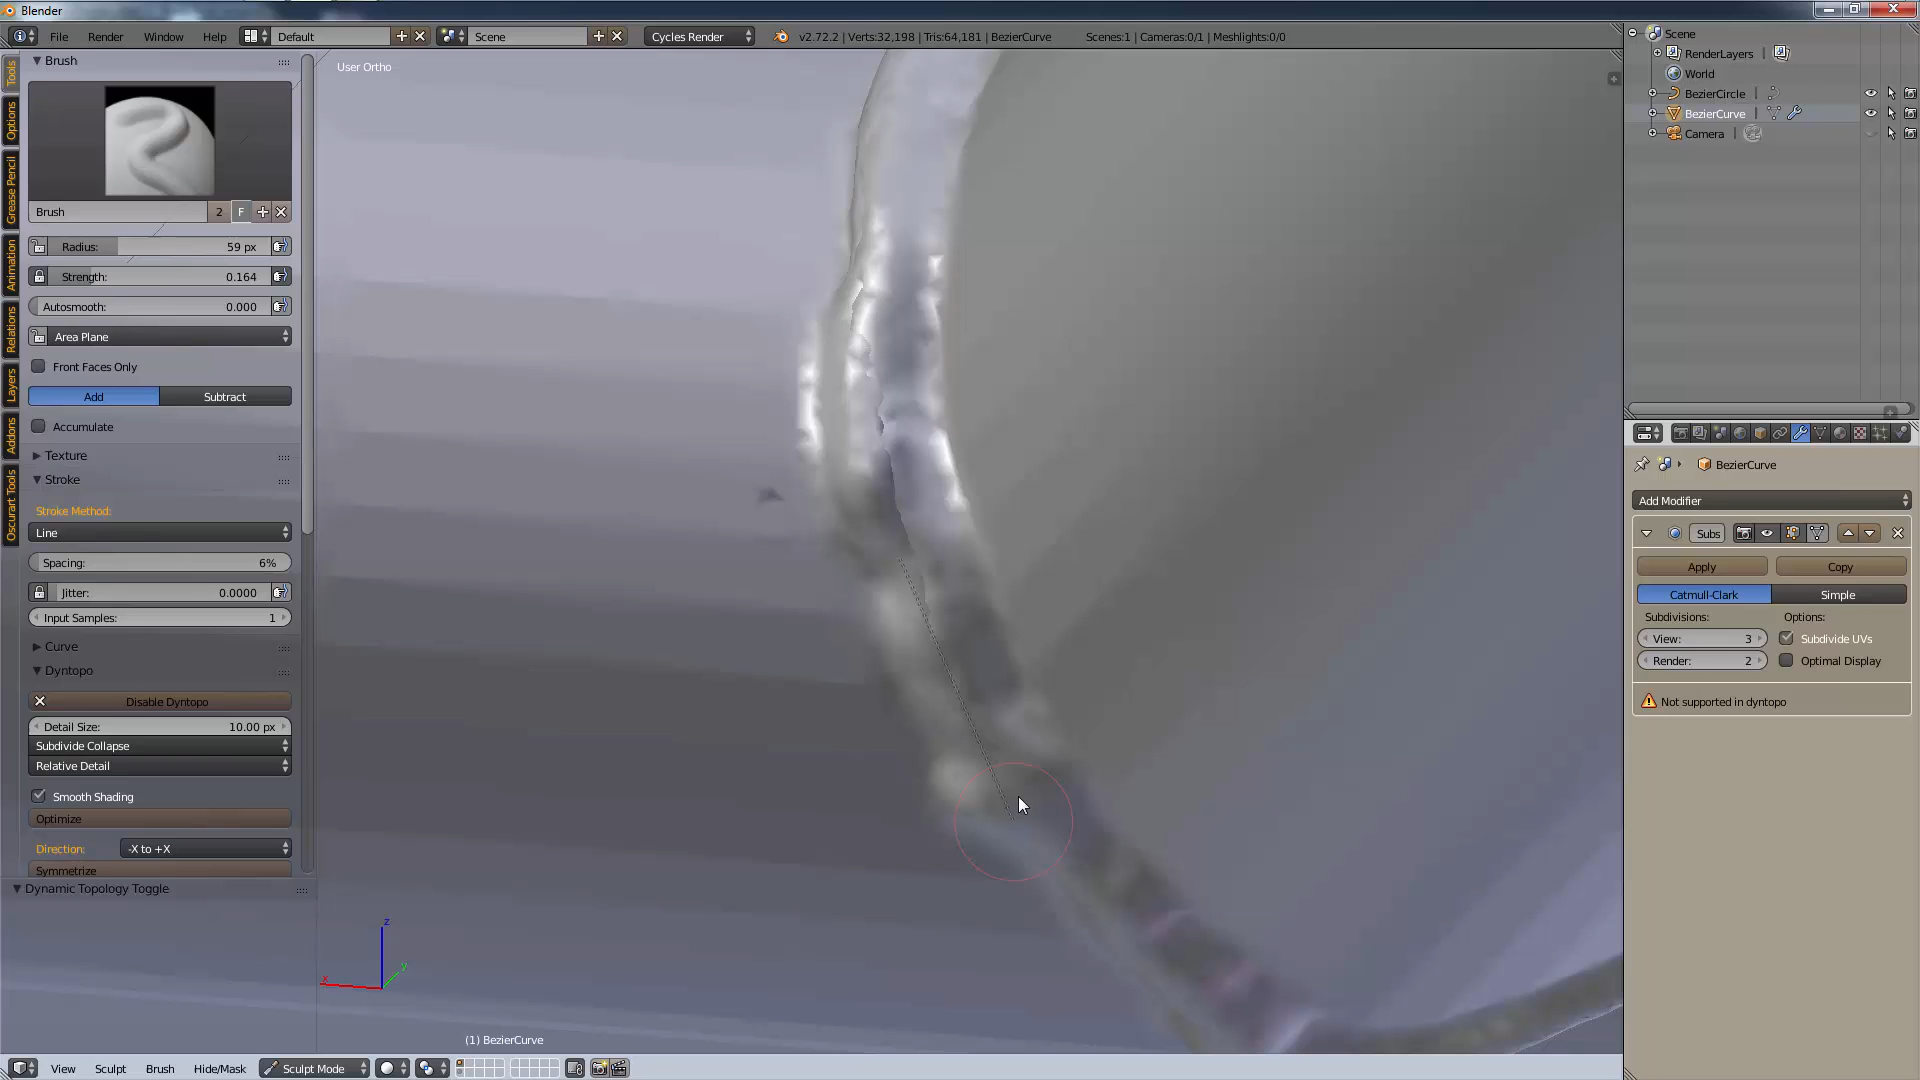 Blender
File Render Window Help Default Scene Cycles Render v2.72.2 | Verts:32,198 | Tris:64,181 | BezierCurve Scenes:1 | Cameras:0/1 | Meshlights:0/0
Tools
Options
Grease Pencil
Animation
Relations
Layers
Addons
Oscurart Tools
Brush
Brush 2 F
Radius: 59 px
Strength: 0.164
Autosmooth: 0.000
Area Plane
Front Faces Only
Add Subtract
Accumulate
Texture
Stroke
Stroke Method:
Line
Spacing: 6%
Jitter: 0.0000
Input Samples: 1
Curve
Dyntopo
Disable Dyntopo
Detail Size: 10.00 px
Subdivide Collapse
Relative Detail
Smooth Shading
Optimize
Direction: -X to +X
Symmetrize
Dynamic Topology Toggle
User Ortho
z
y
x
(1) BezierCurve
View Sculpt Brush Hide/Mask Sculpt Mode
Scene
RenderLayers
World
BezierCircle
BezierCurve
Camera
BezierCurve
Add Modifier
Subs
Apply Copy
Catmull-Clark Simple
Subdivisions: Options:
View: 3 Subdivide UVs
Render: 2 Optimal Display
Not supported in dyntopo